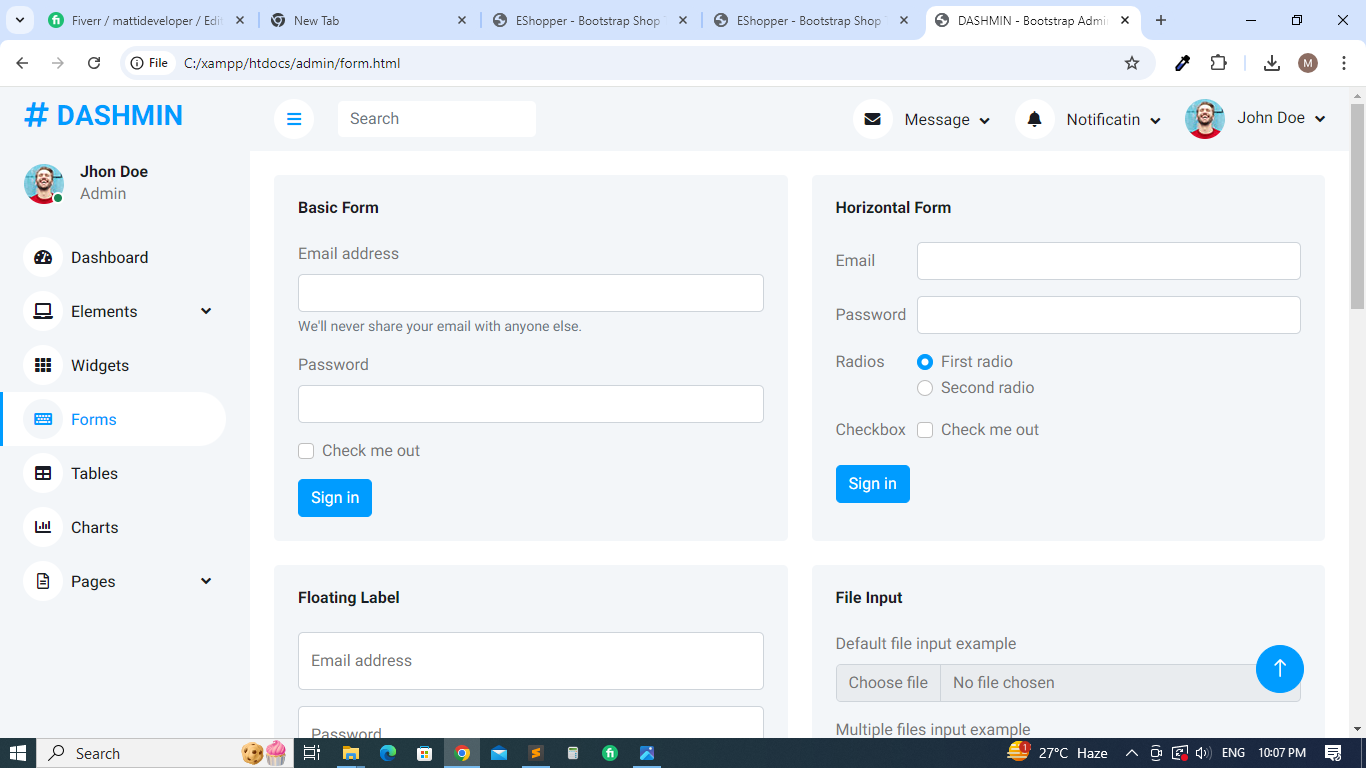 Fiverr / mattideveloper / Edit
New Tab
EShopper - Bootstrap Shop T
EShopper - Bootstrap Shop T
DASHMIN - Bootstrap Admin
File
C:/xampp/htdocs/admin/form.html
M
# DASHMIN
Search
Message
Notificatin
John Doe
Jhon Doe
Admin
Dashboard
Elements
Widgets
Forms
Tables
Charts
Pages
Basic Form
Email address
We'll never share your email with anyone else.
Password
Check me out
Sign in
Horizontal Form
Email
Password
Radios
First radio
Second radio
Checkbox
Check me out
Sign in
Floating Label
Email address
Password
File Input
Default file input example
Choose file
No file chosen
Multiple files input example
Search
1
27°C Haze
ENG
10:07 PM